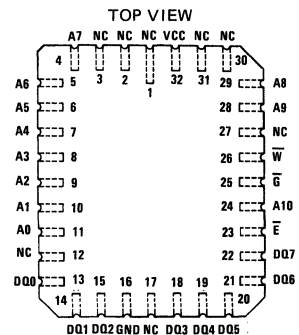 TOP VIEW
A7 NC NC NC VCC NC NC
4 3 2 1 32 31 30
A6 5 29 A8
A5 6 28 A9
A4 7 27 NC
A3 8 26 W̅
A2 9 25 G̅
A1 10 24 A10
A0 11 23 E̅
NC 12 22 DQ7
DQ0 13 21 DQ6
14 15 16 17 18 19 20
DQ1 DQ2 GND NC DQ3 DQ4 DQ5